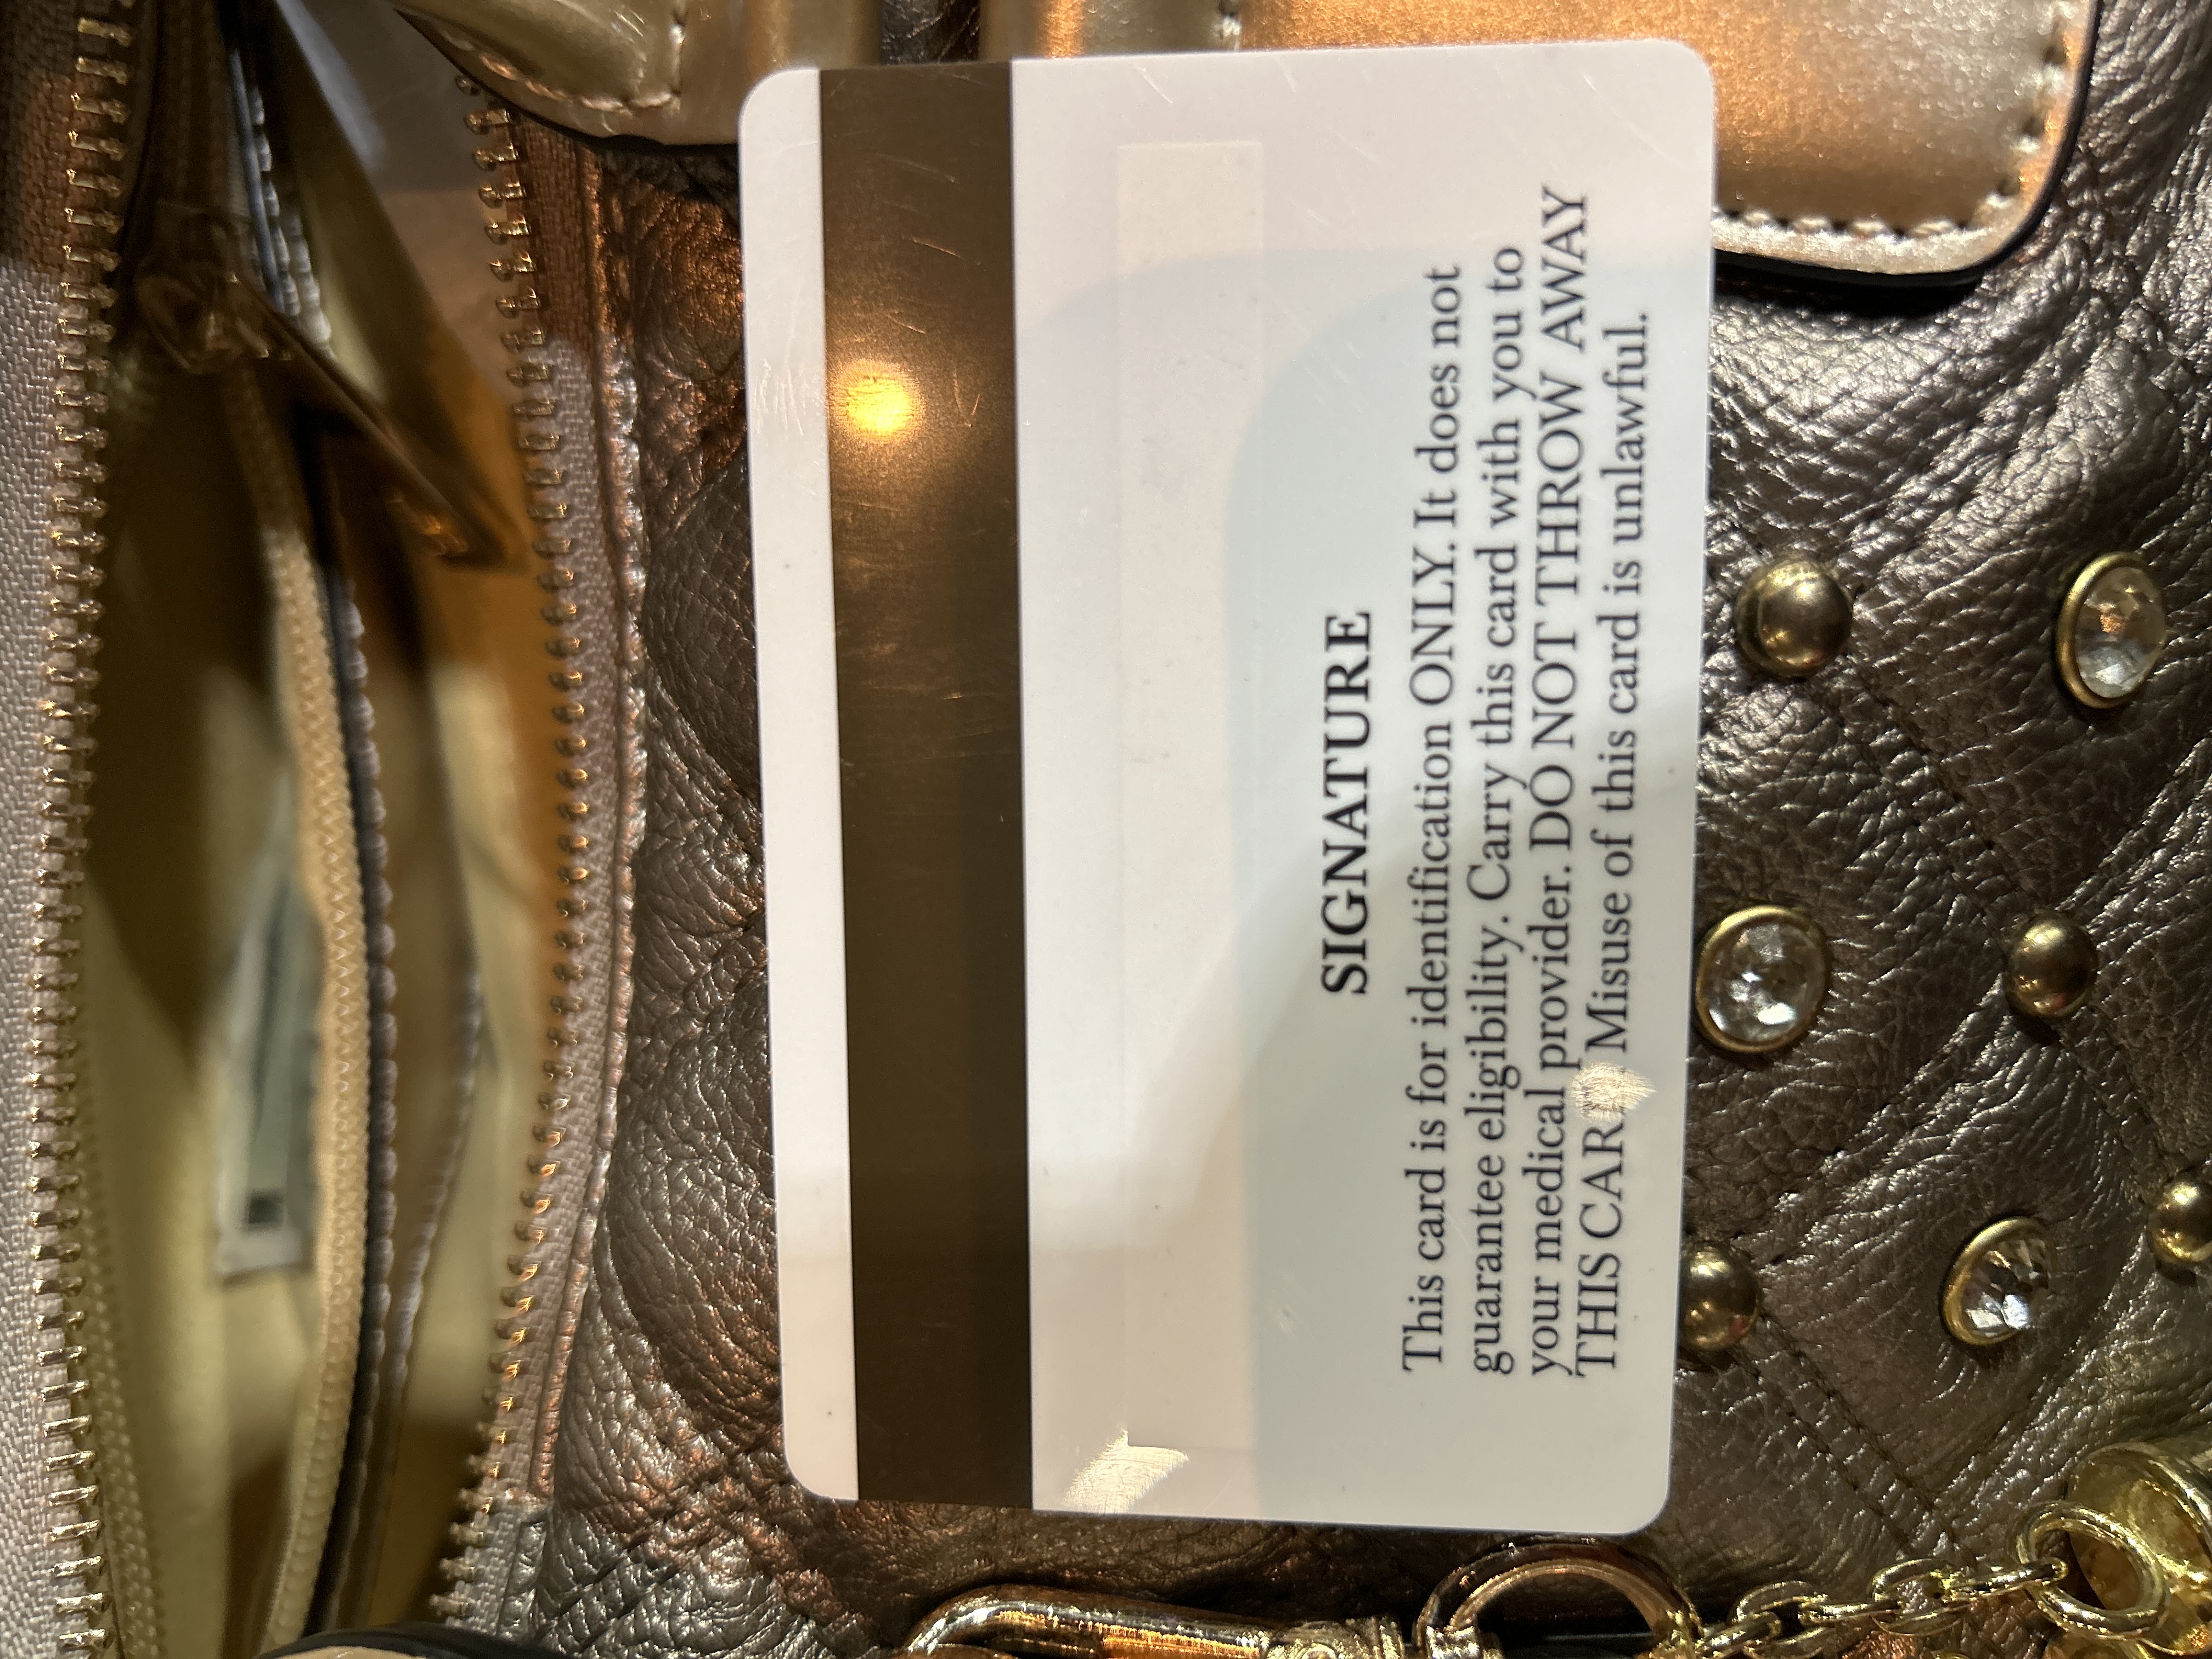 SIGNATURE
This card is for identification ONLY. It does not
guarantee eligibility. Carry this card with you to
your medical provider. DO NOT THROW AWAY
THIS CARD. Misuse of this card is unlawful.